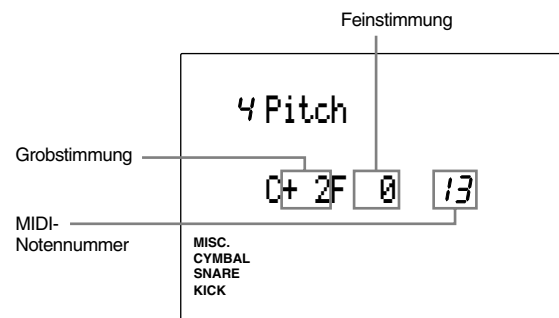 Feinstimmung
4 Pitch
Grobstimmung
C+ 2F 0 13
MIDI-
Notennummer
MISC.
CYMBAL
SNARE
KICK